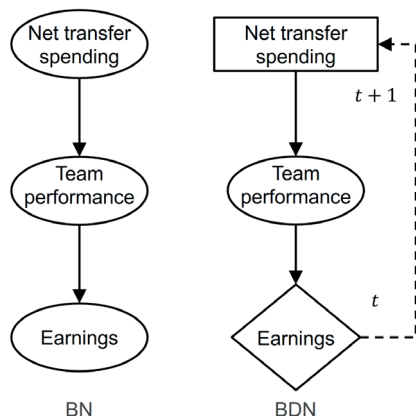 Net transfer
spending
Team
performance
Earnings
BN
Net transfer
spending
t + 1
Team
performance
t
Earnings
BDN